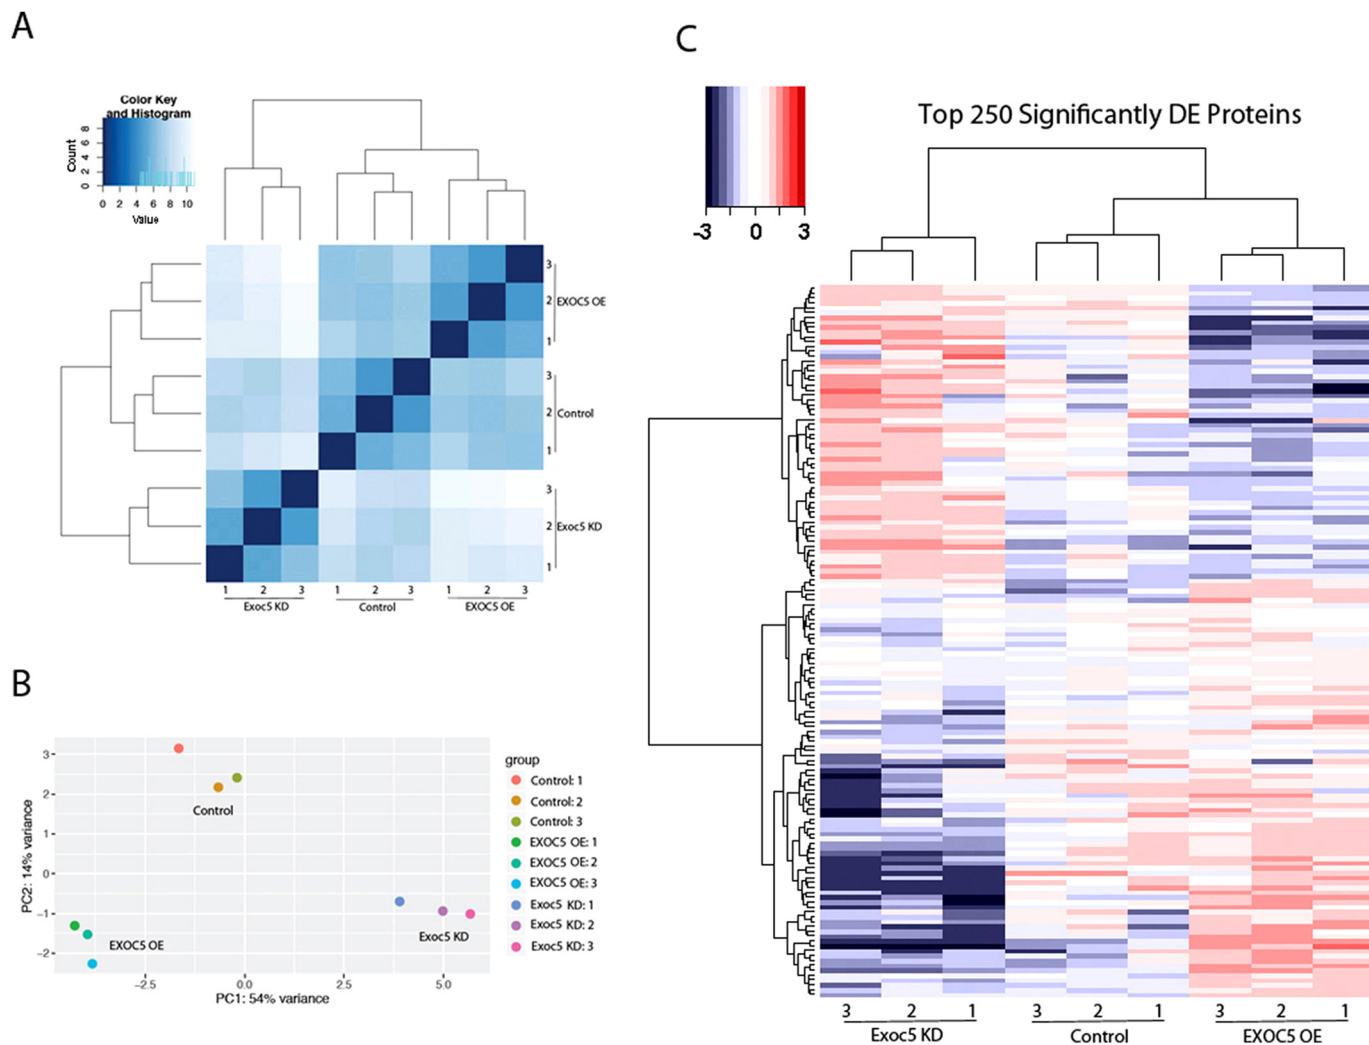 A
Color Key
and Histogram
Count
0 2 4 6 8
0 2 4 6 8 10
Value
3
2 EXOC5 OE
1
3
2 Control
1
3
2 Exoc5 KD
1
1 2 3 1 2 3 1 2 3
Exoc5 KD Control EXOC5 OE
B
PC2: 14% variance
3
2
1
0
-1
-2
Control
EXOC5 OE
Exoc5 KD
-2.5 0.0 2.5 5.0
PC1: 54% variance
group
Control: 1
Control: 2
Control: 3
EXOC5 OE: 1
EXOC5 OE: 2
EXOC5 OE: 3
Exoc5 KD: 1
Exoc5 KD: 2
Exoc5 KD: 3
C
-3 0 3
Top 250 Significantly DE Proteins
3 2 1 3 2 1 3 2 1
Exoc5 KD Control EXOC5 OE